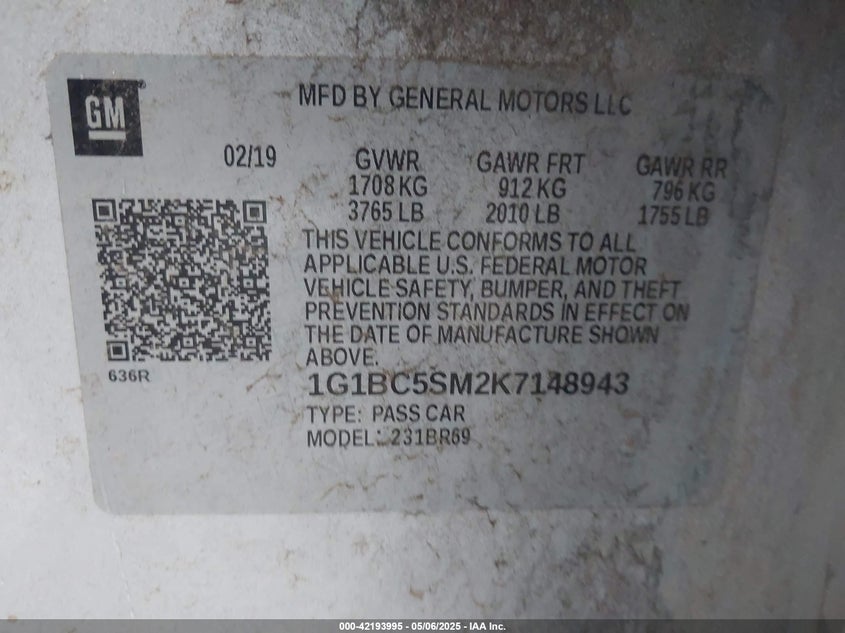 GM
MFD BY GENERAL MOTORS LLC
02/19 GVWR GAWR FRT GAWR RR
1708 KG 912 KG 796 KG
3765 LB 2010 LB 1755 LB
THIS VEHICLE CONFORMS TO ALL
APPLICABLE U.S. FEDERAL MOTOR
VEHICLE SAFETY, BUMPER, AND THEFT
PREVENTION STANDARDS IN EFFECT ON
THE DATE OF MANUFACTURE SHOWN
ABOVE.
636R
1G1BC5SM2K7148943
TYPE: PASS CAR
MODEL: 231BR69
000-42193995 - 05/06/2025 - IAA Inc.